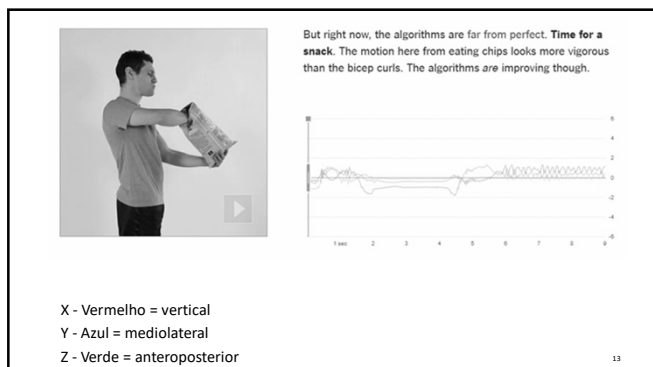 But right now, the algorithms are far from perfect. Time for a
snack. The motion here from eating chips looks more vigorous
than the bicep curls. The algorithms are improving though.
6
4
2
0
-2
-4
-6
1 sec 2 3 4 5 6 7 8 9
X - Vermelho = vertical
Y - Azul = mediolateral
Z - Verde = anteroposterior
13